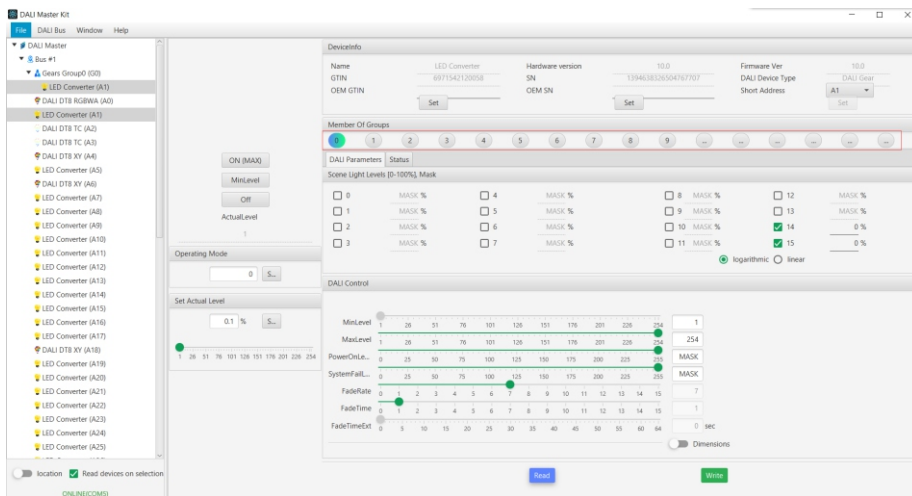 DALI Master Kit
File DALI Bus Window Help
DALI Master
Bus #1
Gears Group0 (G0)
LED Converter (A1)
DALI DT8 RGBWA (A0)
LED Converter (A1)
DALI DT8 TC (A2)
DALI DT8 TC (A3)
DALI DT8 XY (A4)
LED Converter (A5)
DALI DT8 XY (A6)
LED Converter (A7)
LED Converter (A8)
LED Converter (A9)
LED Converter (A10)
LED Converter (A11)
LED Converter (A12)
LED Converter (A13)
LED Converter (A14)
LED Converter (A15)
LED Converter (A16)
LED Converter (A17)
DALI DT8 XY (A18)
LED Converter (A19)
LED Converter (A20)
LED Converter (A21)
LED Converter (A22)
LED Converter (A23)
LED Converter (A24)
LED Converter (A25)
location Read devices on selection
ONLINE(COM5)
ON (MAX)
MinLevel
Off
ActualLevel
1
Operating Mode
0 S...
Set Actual Level
0.1 % S...
1 26 51 76 101 126 151 176 201 226 254
DeviceInfo
Name LED Converter Hardware version 10.0 Firmware Ver 10.0
GTIN 6971542120058 SN 1394638326504767707 DALI Device Type DALI Gear
OEM GTIN OEM SN Short Address A1
Set Set Set
Member Of Groups
0 1 2 3 4 5 6 7 8 9 ... ... ... ... ... ...
DALI Parameters Status
Scene Light Levels [0-100%], Mask
0 MASK % 4 MASK % 8 MASK % 12 MASK %
1 MASK % 5 MASK % 9 MASK % 13 MASK %
2 MASK % 6 MASK % 10 MASK % 14 0 %
3 MASK % 7 MASK % 11 MASK % 15 0 %
logarithmic linear
DALI Control
MinLevel 1 26 51 76 101 126 151 176 201 226 254 1
MaxLevel 1 26 51 76 101 126 151 176 201 226 254 254
PowerOnLe... 0 25 50 75 100 125 150 175 200 225 255 MASK
SystemFailL... 0 25 50 75 100 125 150 175 200 225 255 MASK
FadeRate 0 1 2 3 4 5 6 7 8 9 10 11 12 13 14 15 7
FadeTime 0 1 2 3 4 5 6 7 8 9 10 11 12 13 14 15 1
FadeTimeExt 0 5 10 15 20 25 30 35 40 45 50 55 60 64 0 sec
Dimensions
Read Write